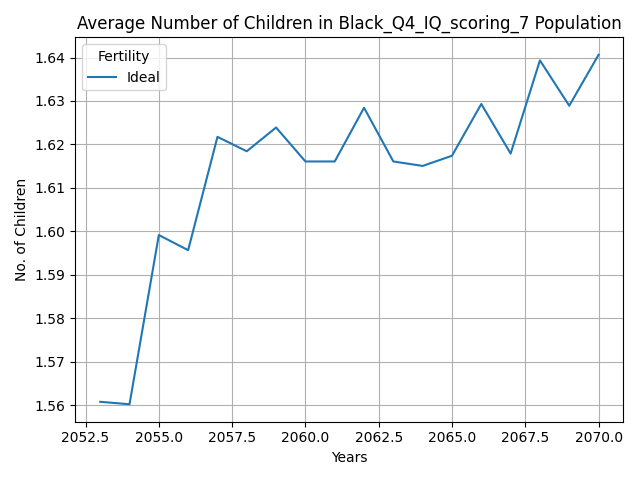 Average Number of Children in Black_Q4_IQ_scoring_7 Population
Fertility
Ideal
No. of Children
1.64
1.63
1.62
1.61
1.60
1.59
1.58
1.57
1.56
2052.5 2055.0 2057.5 2060.0 2062.5 2065.0 2067.5 2070.0
Years